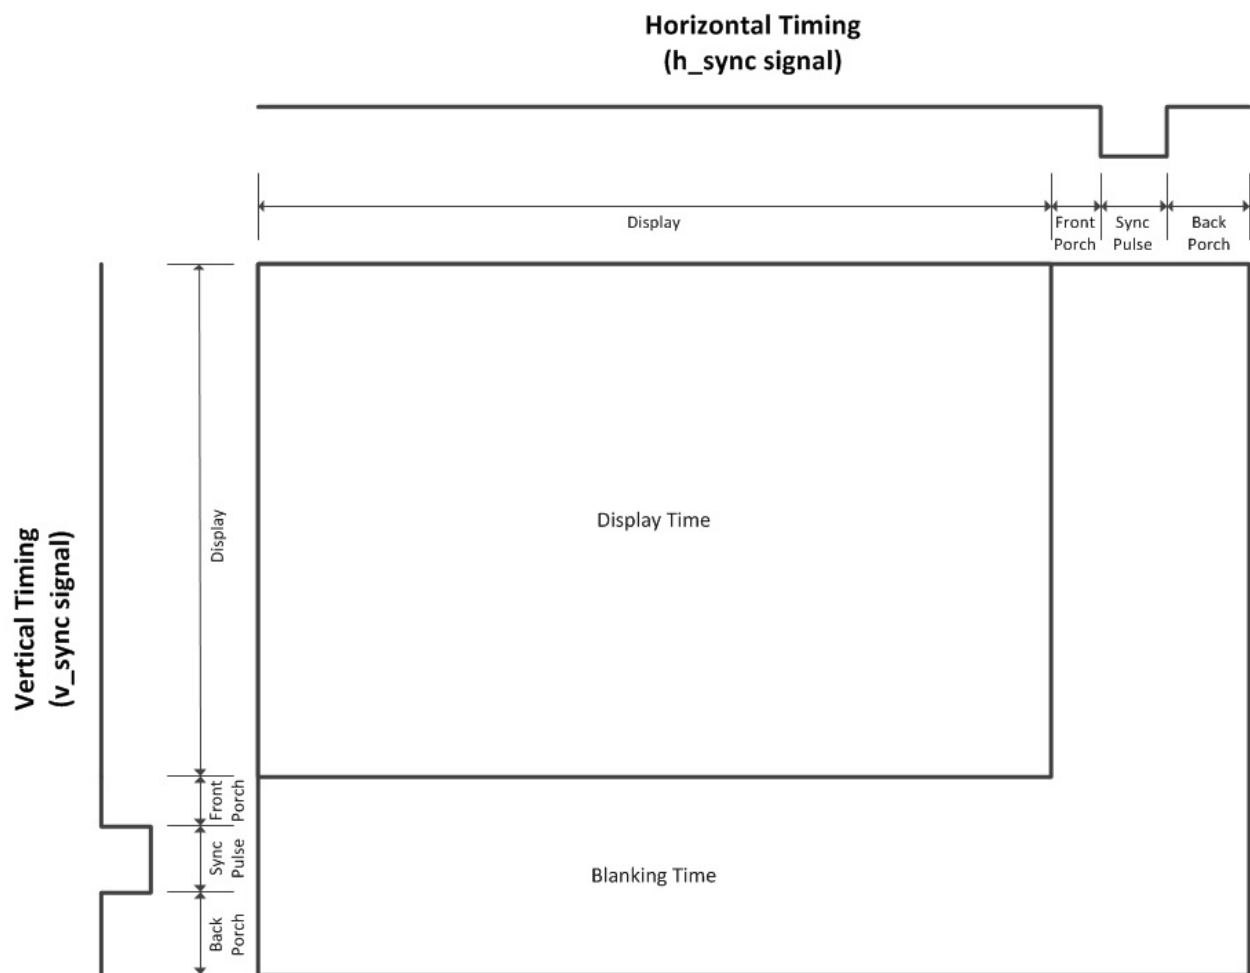 Horizontal Timing
(h_sync signal)
Display
Front
Porch
Sync
Pulse
Back
Porch
Vertical Timing
(v_sync signal)
Display
Display Time
Front
Porch
Sync
Pulse
Blanking Time
Back
Porch